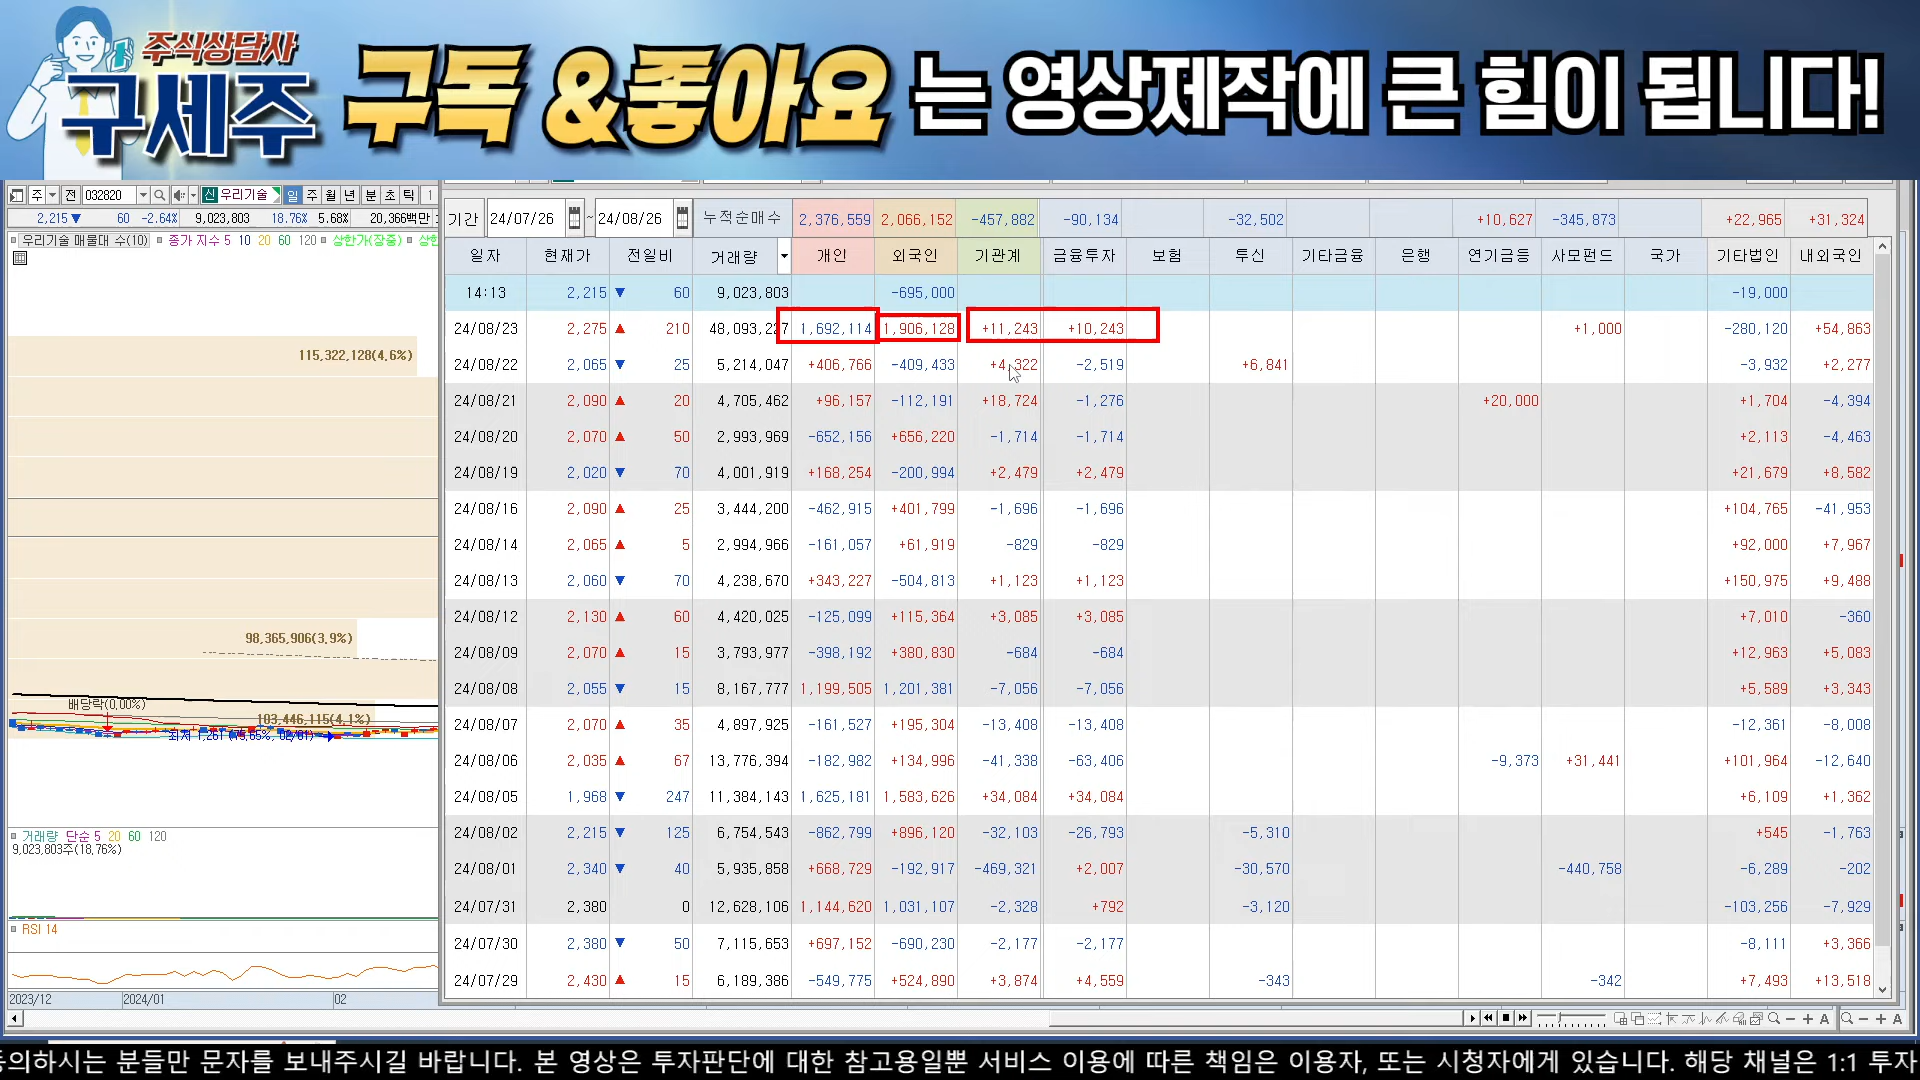 주식상담사
구세주
구독 &좋아요 는 영상제작에 큰 힘이 됩니다!
주 전 032820 신 우리기술 일 주 월 년 분 초 틱 1
2,215 ▼ 60 -2.64% 9,023,803 18.76% 5.68% 20,366백만
우리기술 매물대 수(10) 종가 지수 5 10 20 60 120 상한가(장중)
115,322,128(4.6%)
98,365,906(3.9%)
배당락(0.00%)
103,446,115(4.1%)
거래량 단순 5 20 60 120
9,023,803주(18.76%)
RSI 14
2023/12 2024/01 02
기간 24/07/26 ~ 24/08/26 누적순매수 2,376,559 2,066,152 -457,882 -90,134 -32,502 +10,627 -345,873 +22,965 +31,324
일자 현재가 전일비 거래량 개인 외국인 기관계 금융투자 보험 투신 기타금융 은행 연기금등 사모펀드 국가 기타법인 내외국인
14:13 2,215 ▼ 60 9,023,803 -695,000 -19,000
24/08/23 2,275 ▲ 210 48,093,227 1,692,114 1,906,128 +11,243 +10,243 +1,000 -280,120 +54,863
24/08/22 2,065 ▼ 25 5,214,047 +406,766 -409,433 +4,322 -2,519 +6,841 -3,932 +2,277
24/08/21 2,090 ▲ 20 4,705,462 +96,157 -112,191 +18,724 -1,276 +20,000 +1,704 -4,394
24/08/20 2,070 ▲ 50 2,993,969 -652,156 +656,220 -1,714 -1,714 +2,113 -4,463
24/08/19 2,020 ▼ 70 4,001,919 +168,254 -200,994 +2,479 +2,479 +21,679 +8,582
24/08/16 2,090 ▲ 25 3,444,200 -462,915 +401,799 -1,696 -1,696 +104,765 -41,953
24/08/14 2,065 ▲ 5 2,994,966 -161,057 +61,919 -829 -829 +92,000 +7,967
24/08/13 2,060 ▼ 70 4,238,670 +343,227 -504,813 +1,123 +1,123 +150,975 +9,488
24/08/12 2,130 ▲ 60 4,420,025 -125,099 +115,364 +3,085 +3,085 +7,010 -360
24/08/09 2,070 ▲ 15 3,793,977 -398,192 +380,830 -684 -684 +12,963 +5,083
24/08/08 2,055 ▼ 15 8,167,777 1,199,505 1,201,381 -7,056 -7,056 +5,589 +3,343
24/08/07 2,070 ▲ 35 4,897,925 -161,527 +195,304 -13,408 -13,408 -12,361 -8,008
24/08/06 2,035 ▲ 67 13,776,394 -182,982 +134,996 -41,338 -63,406 -9,373 +31,441 +101,964 -12,640
24/08/05 1,968 ▼ 247 11,384,143 1,625,181 1,583,626 +34,084 +34,084 +6,109 +1,362
24/08/02 2,215 ▼ 125 6,754,543 -862,799 +896,120 -32,103 -26,793 -5,310 +545 -1,763
24/08/01 2,340 ▼ 40 5,935,858 +668,729 -192,917 -469,321 +2,007 -30,570 -440,758 -6,289 -202
24/07/31 2,380 0 12,628,106 1,144,620 1,031,107 -2,328 +792 -3,120 -103,256 -7,929
24/07/30 2,380 ▼ 50 7,115,653 +697,152 -690,230 -2,177 -2,177 -8,111 +3,366
24/07/29 2,430 ▲ 15 6,189,386 -549,775 +524,890 +3,874 +4,559 -343 -342 +7,493 +13,518
동의하시는 분들만 문자를 보내주시길 바랍니다. 본 영상은 투자판단에 대한 참고용일뿐 서비스 이용에 따른 책임은 이용자, 또는 시청자에게 있습니다. 해당 채널은 1:1 투자